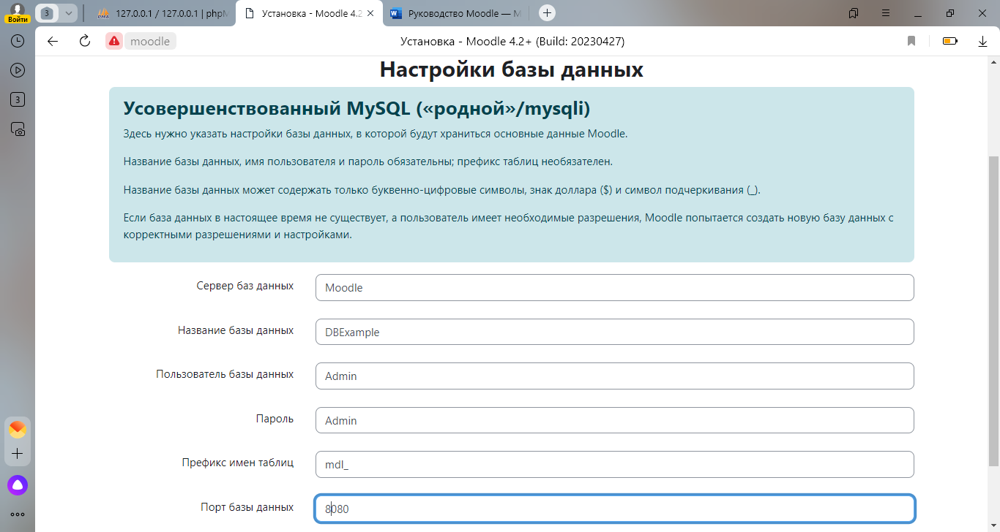 Войти
3
127.0.0.1 / 127.0.0.1 | phpM
Установка - Moodle 4.2
Руководство Moodle — M
moodle
Установка - Moodle 4.2+ (Build: 20230427)
3
Настройки базы данных
Усовершенствованный MySQL («родной»/mysqli)
Здесь нужно указать настройки базы данных, в которой будут храниться основные данные Moodle.
Название базы данных, имя пользователя и пароль обязательны; префикс таблиц необязателен.
Название базы данных может содержать только буквенно-цифровые символы, знак доллара ($) и символ подчеркивания (_).
Если база данных в настоящее время не существует, а пользователь имеет необходимые разрешения, Moodle попытается создать новую базу данных с
корректными разрешениями и настройками.
Сервер баз данных
Moodle
Название базы данных
DBExample
Пользователь базы данных
Admin
Пароль
Admin
Префикс имен таблиц
mdl_
Порт базы данных
8080